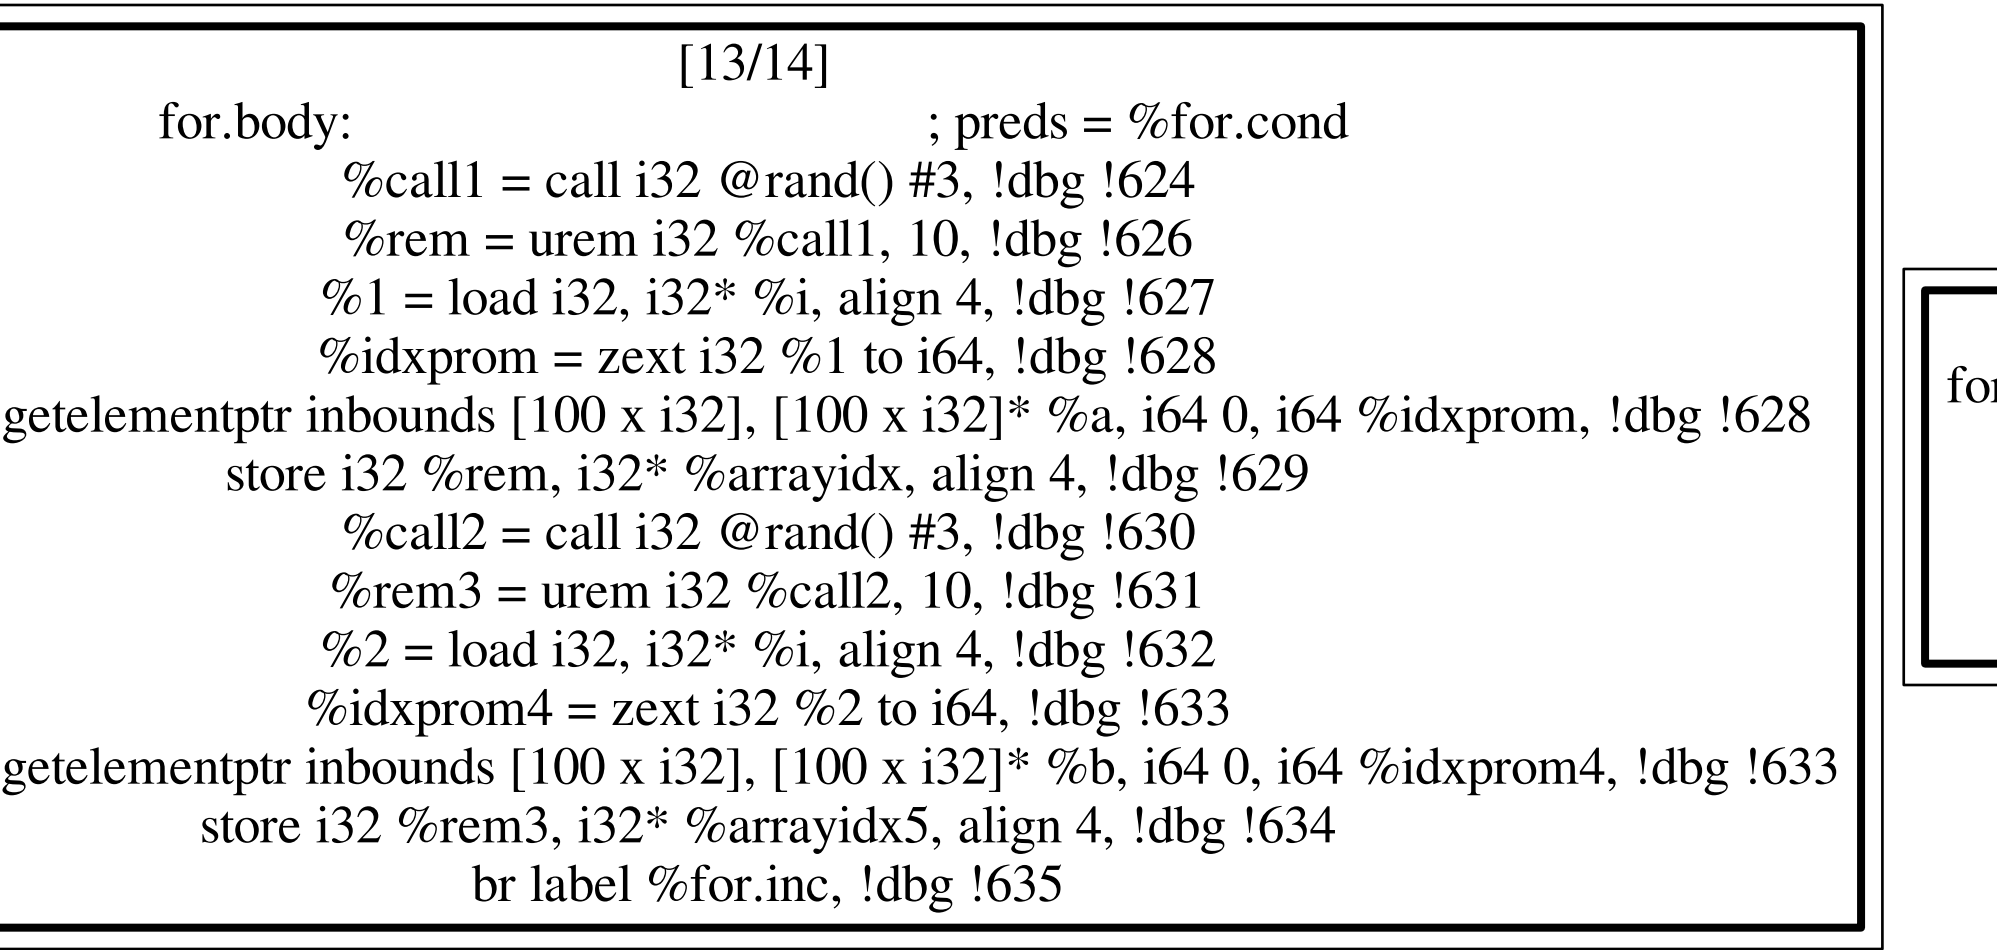 [13/14]
for.body: ; preds = %for.cond
%call1 = call i32 @rand() #3, !dbg !624
%rem = urem i32 %call1, 10, !dbg !626
%1 = load i32, i32* %i, align 4, !dbg !627
%idxprom = zext i32 %1 to i64, !dbg !628
getelementptr inbounds [100 x i32], [100 x i32]* %a, i64 0, i64 %idxprom, !dbg !628
store i32 %rem, i32* %arrayidx, align 4, !dbg !629
%call2 = call i32 @rand() #3, !dbg !630
%rem3 = urem i32 %call2, 10, !dbg !631
%2 = load i32, i32* %i, align 4, !dbg !632
%idxprom4 = zext i32 %2 to i64, !dbg !633
getelementptr inbounds [100 x i32], [100 x i32]* %b, i64 0, i64 %idxprom4, !dbg !633
store i32 %rem3, i32* %arrayidx5, align 4, !dbg !634
br label %for.inc, !dbg !635